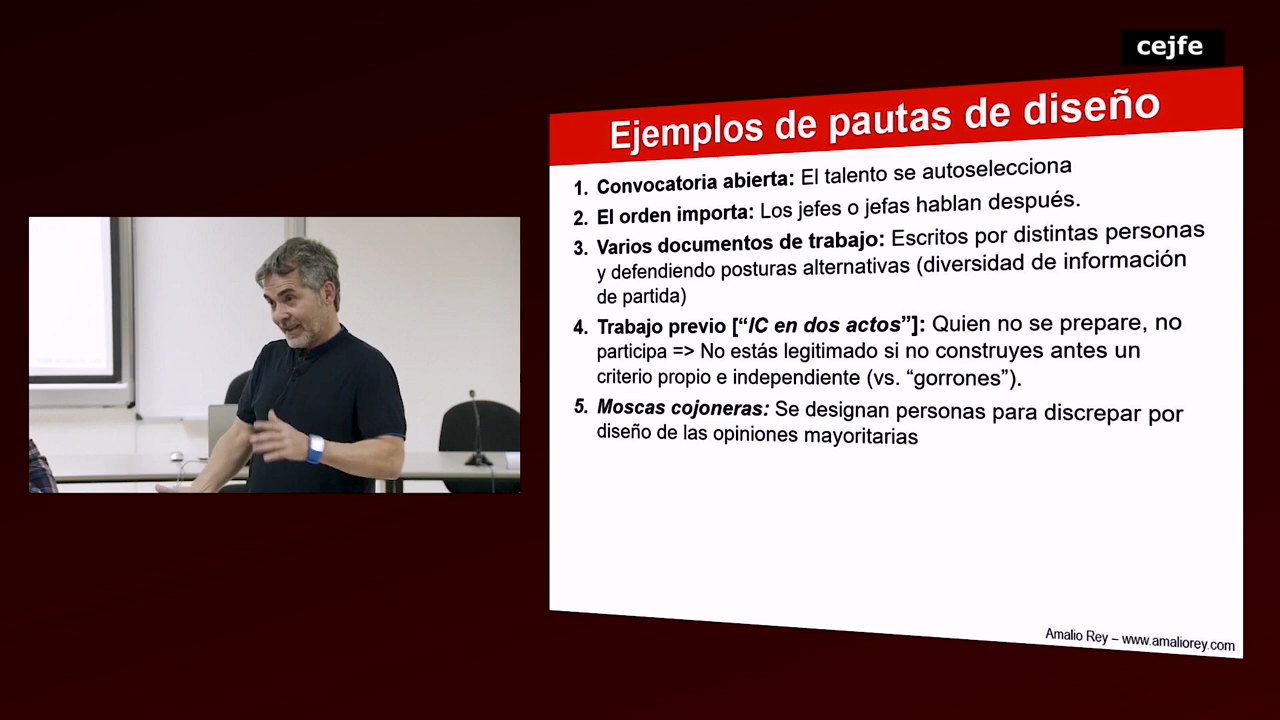 cejfe
Ejemplos de pautas de diseño
1. Convocatoria abierta: El talento se autoselecciona
2. El orden importa: Los jefes o jefas hablan después.
3. Varios documentos de trabajo: Escritos por distintas personas
y defendiendo posturas alternativas (diversidad de información
de partida)
4. Trabajo previo [“IC en dos actos”]: Quien no se prepare, no
participa => No estás legitimado si no construyes antes un
criterio propio e independiente (vs. “gorrones”).
5. Moscas cojoneras: Se designan personas para discrepar por
diseño de las opiniones mayoritarias
Amalio Rey – www.amaliorey.com